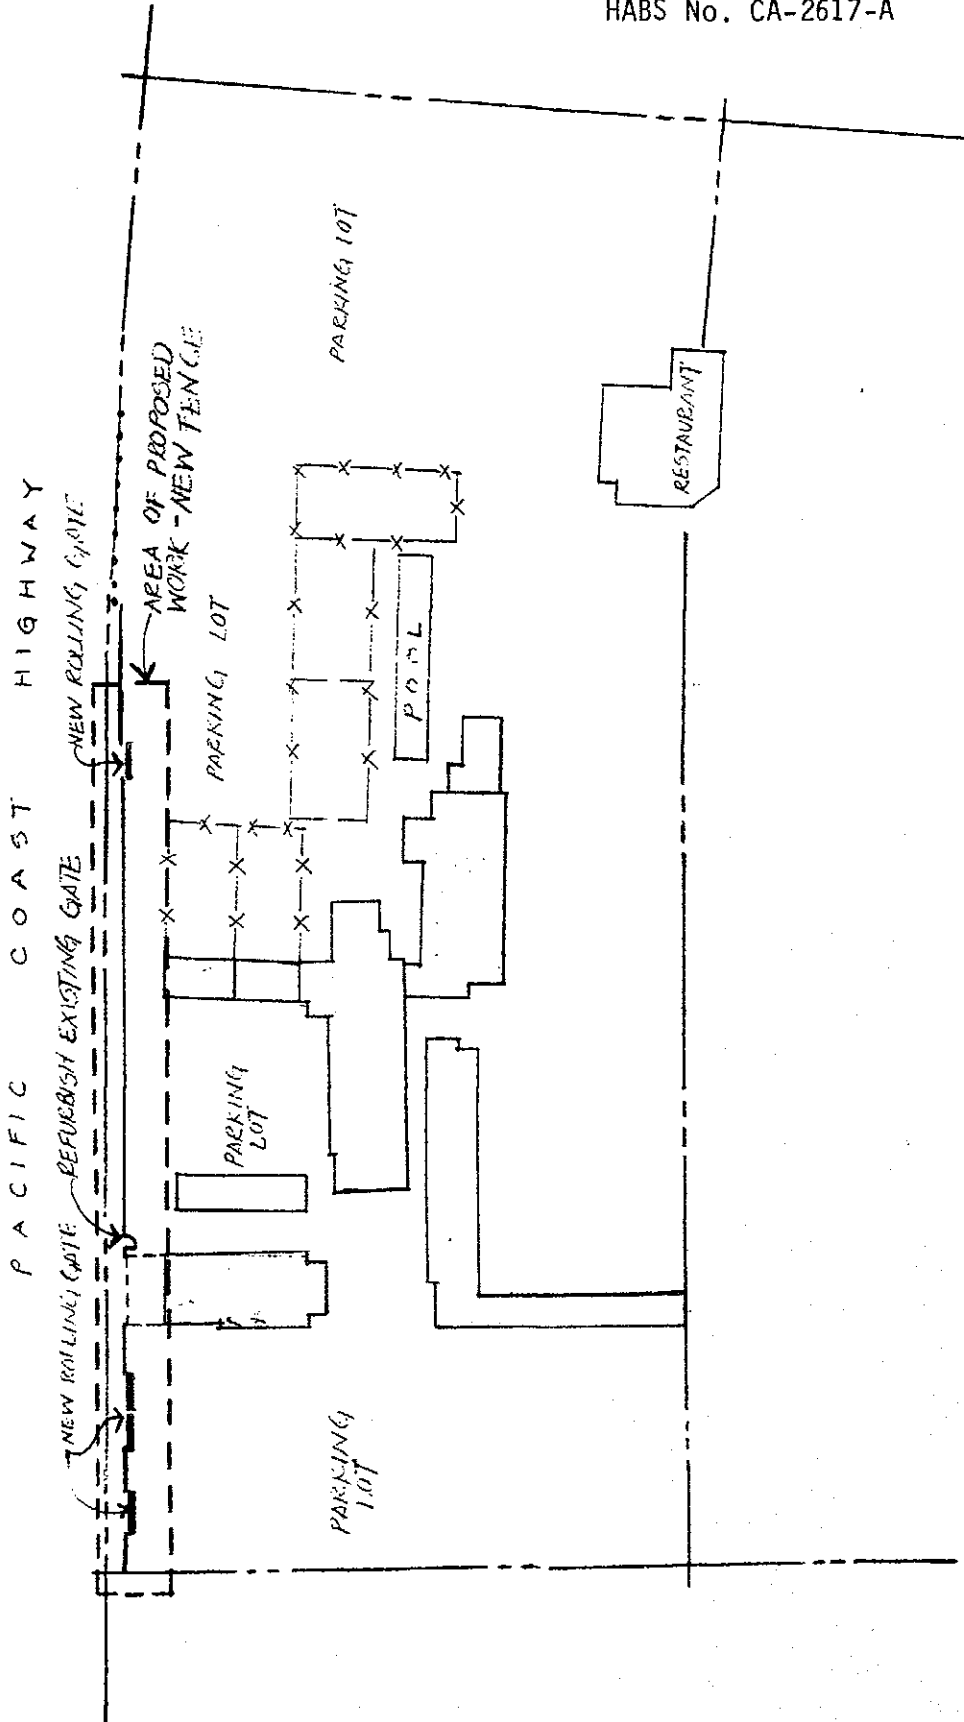 HABS No. CA-2617-A
PACIFIC COAST HIGHWAY
NEW ROLLING GATE
REFURBISH EXISTING GATE
NEW ROLLING GATE
AREA OF PROPOSED
WORK - NEW FENCE
PARKING LOT
PARKING LOT
PARKING
LOT
PARKING
LOT
POOL
RESTAURANT